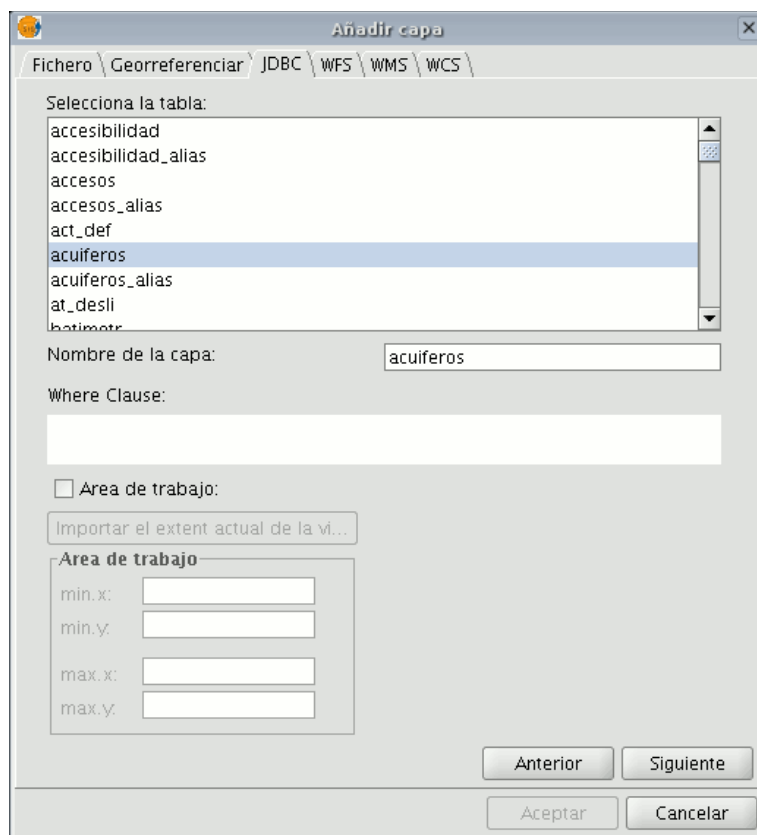 Añadir capa
Fichero Georreferenciar JDBC WFS WMS WCS
Selecciona la tabla:
accesibilidad
accesibilidad_alias
accesos
accesos_alias
act_def
acuiferos
acuiferos_alias
at_desli
batimetr
Nombre de la capa: acuiferos
Where Clause:
Area de trabajo:
Importar el extent actual de la vi...
Area de trabajo
min.x:
min.y:
max.x:
max.y:
Anterior Siguiente
Aceptar Cancelar